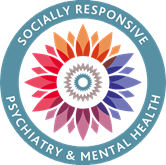 SOCIALLY RESPONSIVE
PSYCHIATRY & MENTAL HEALTH